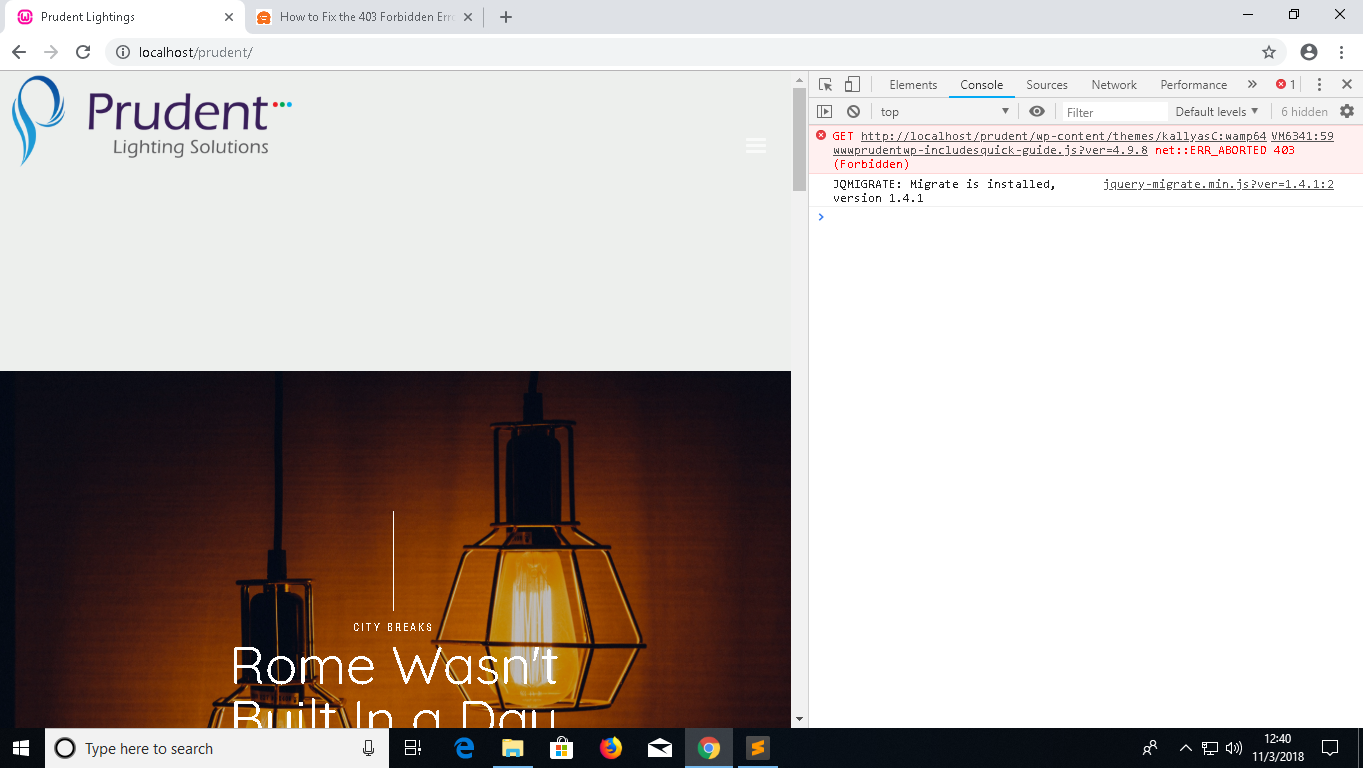 Prudent Lightings
How to Fix the 403 Forbidden Erro
localhost/prudent/
Prudent
Lighting Solutions
CITY BREAKS
Rome Wasn't
Built In a Day
Elements Console Sources Network Performance » 1
top Filter Default levels 6 hidden
GET http://localhost/prudent/wp-content/themes/kallyasC:wamp64 VM6341:59
wwwprudentwp-includesquick-guide.js?ver=4.9.8 net::ERR_ABORTED 403
(Forbidden)
JQMIGRATE: Migrate is installed, jquery-migrate.min.js?ver=1.4.1:2
version 1.4.1
Type here to search
12:40
11/3/2018